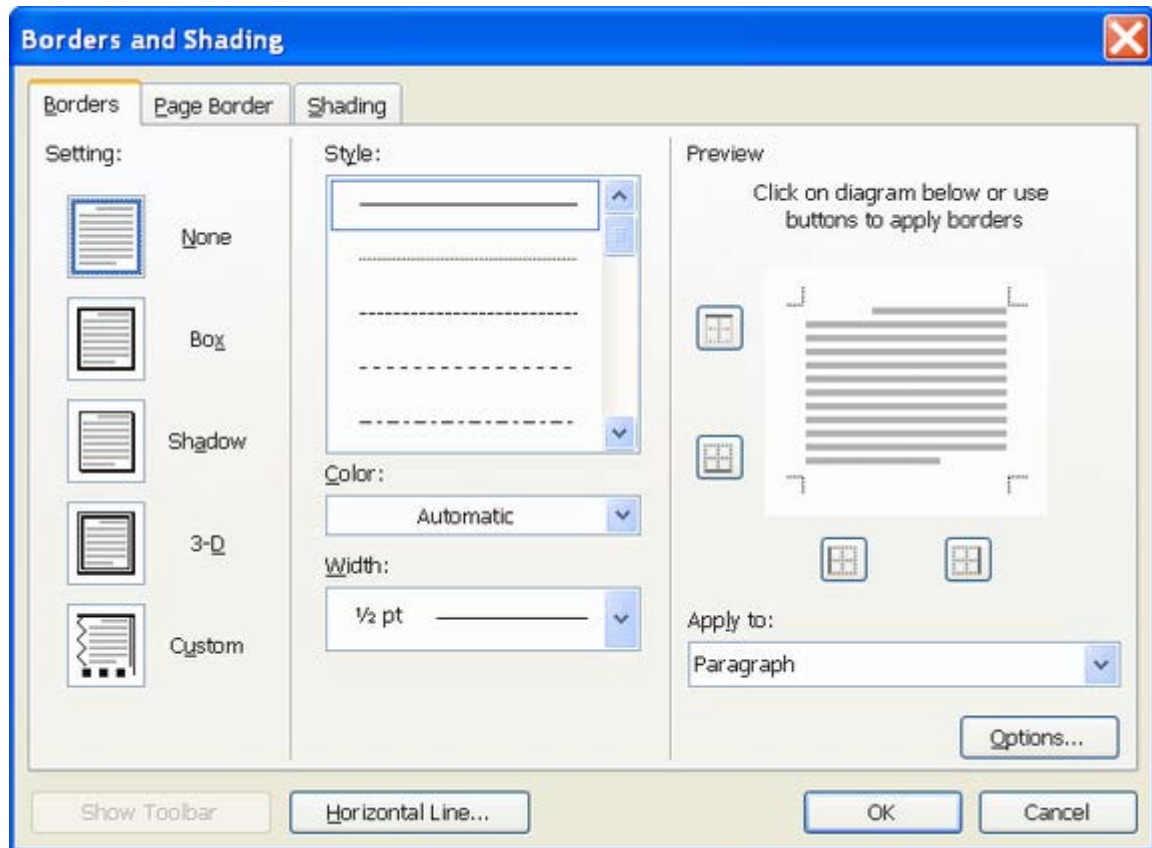 Borders and Shading
Borders
Page Border
Shading
Setting:
None
Box
Shadow
3-D
Custom
Style:
Color:
Automatic
Width:
½ pt
Preview
Click on diagram below or use
buttons to apply borders
Apply to:
Paragraph
Options...
Show Toolbar
Horizontal Line...
OK
Cancel